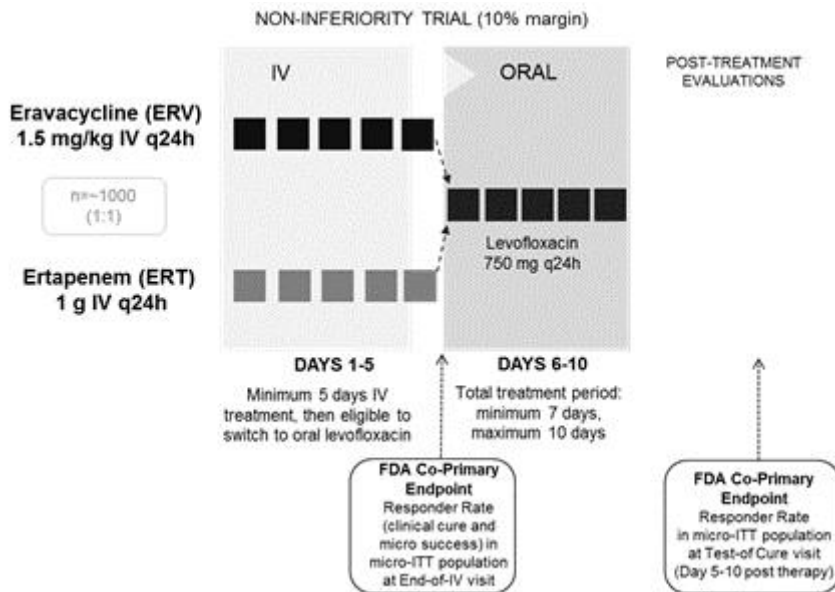 NON-INFERIORITY TRIAL (10% margin)
IV
ORAL
POST-TREATMENT
EVALUATIONS
Eravacycline (ERV)
1.5 mg/kg IV q24h
n=~1000
(1:1)
Levofloxacin
750 mg q24h
Ertapenem (ERT)
1 g IV q24h
DAYS 1-5
DAYS 6-10
Minimum 5 days IV
treatment, then eligible to
switch to oral levofloxacin
Total treatment period:
minimum 7 days,
maximum 10 days
FDA Co-Primary
Endpoint
Responder Rate
(clinical cure and
micro success) in
micro-ITT population
at End-of-IV visit
FDA Co-Primary
Endpoint
Responder Rate
in micro-ITT population
at Test-of Cure visit
(Day 5-10 post therapy)